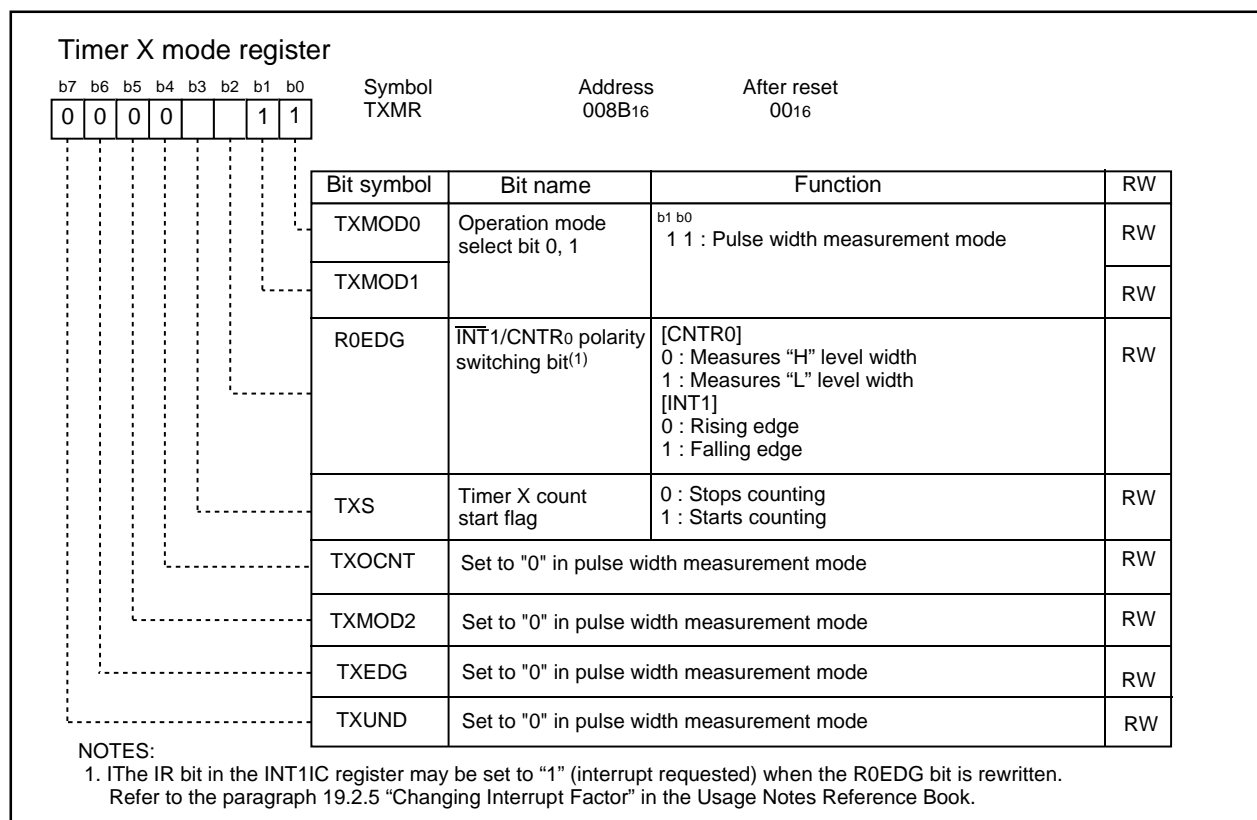 Timer X mode register
b7 b6 b5 b4 b3 b2 b1 b0
Symbol Address After reset
TXMR 008B16 0016
0 0 0 0 1 1
Bit symbol Bit name Function RW
TXMOD0 Operation mode select bit 0, 1 b1 b0
1 1 : Pulse width measurement mode RW
TXMOD1 RW
R0EDG INT1/CNTR0 polarity switching bit(1) [CNTR0]
0 : Measures “H” level width
1 : Measures “L” level width
[INT1]
0 : Rising edge
1 : Falling edge
RW
TXS Timer X count start flag 0 : Stops counting
1 : Starts counting
RW
TXOCNT Set to "0" in pulse width measurement mode RW
TXMOD2 Set to "0" in pulse width measurement mode RW
TXEDG Set to "0" in pulse width measurement mode RW
TXUND Set to "0" in pulse width measurement mode RW
NOTES:
1. IThe IR bit in the INT1IC register may be set to “1” (interrupt requested) when the R0EDG bit is rewritten.
Refer to the paragraph 19.2.5 “Changing Interrupt Factor” in the Usage Notes Reference Book.